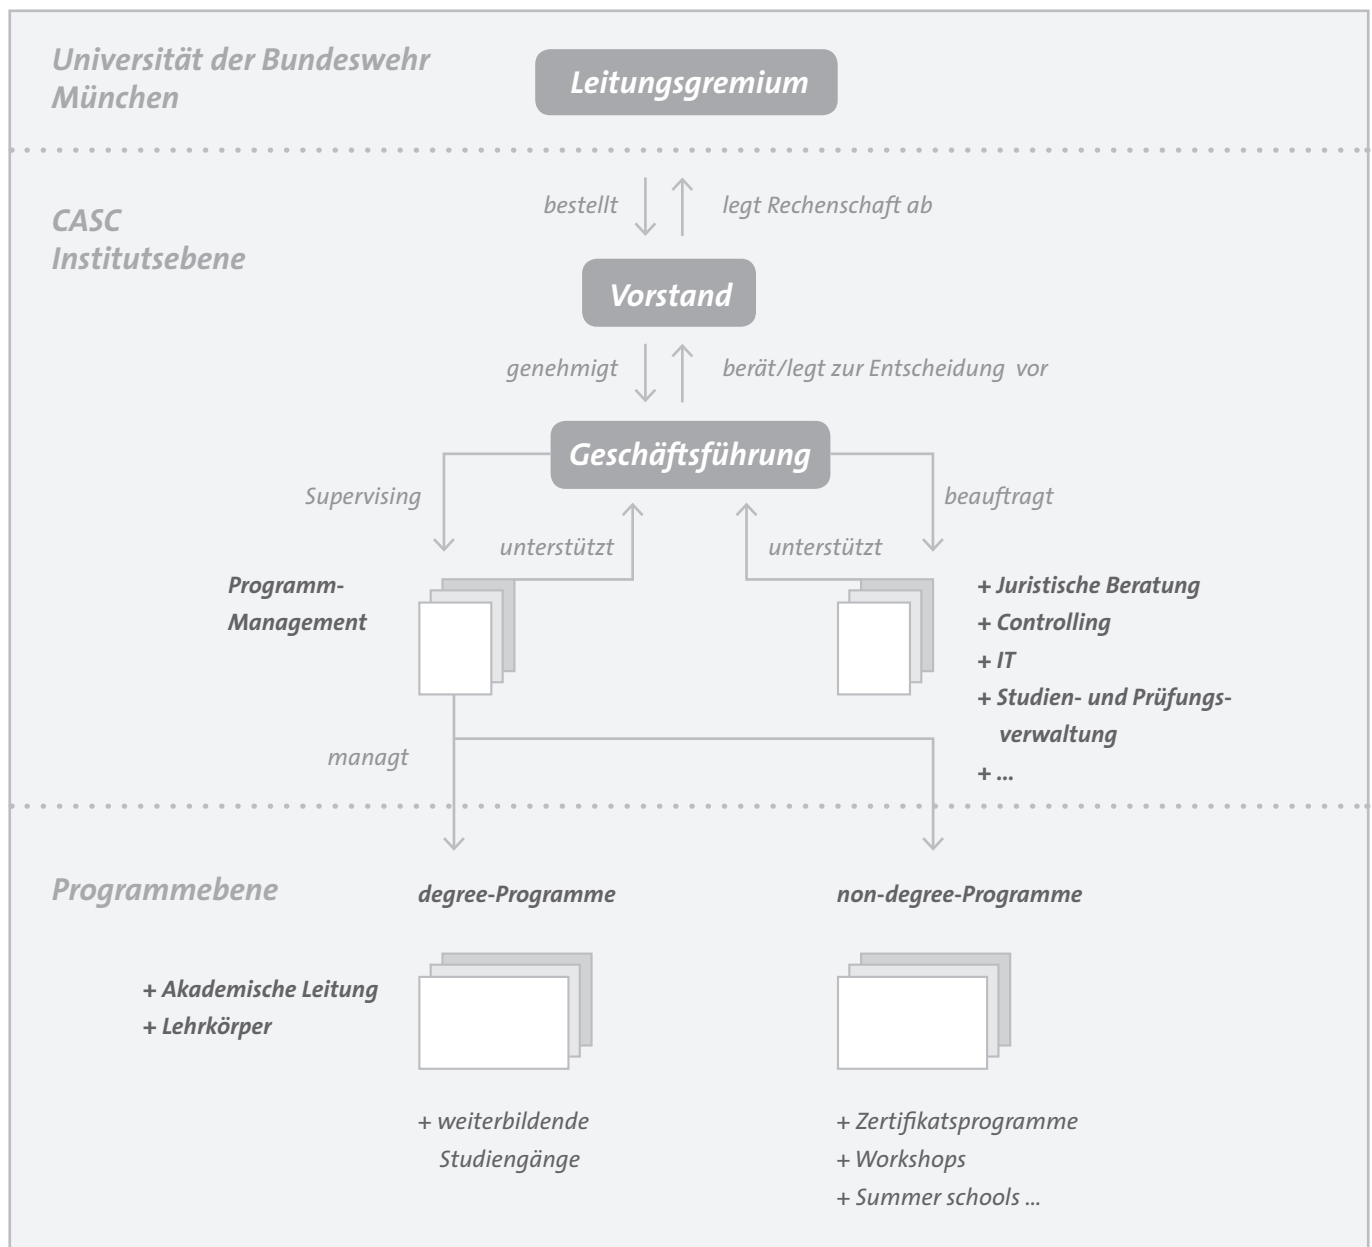 Universität der Bundeswehr
München
Leitungsgremium
bestellt
legt Rechenschaft ab
CASC
Institutsebene
Vorstand
genehmigt
berät/legt zur Entscheidung vor
Geschäftsführung
Supervising
beauftragt
unterstützt
unterstützt
Programm-
Management
+ Juristische Beratung
+ Controlling
+ IT
+ Studien- und Prüfungs-
verwaltung
+ ...
managt
Programmebene
degree-Programme
non-degree-Programme
+ Akademische Leitung
+ Lehrkörper
+ weiterbildende
Studiengänge
+ Zertifikatsprogramme
+ Workshops
+ Summer schools ...